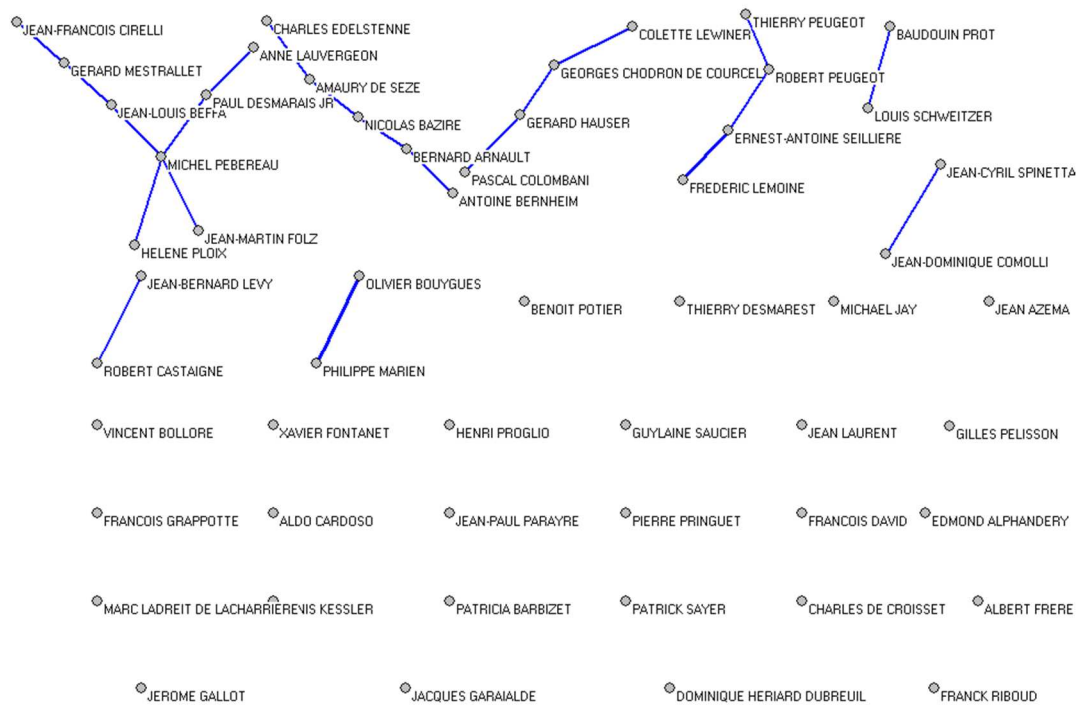 JEAN-FRANCOIS CIRELLI
CHARLES EDELSTENNE
THIERRY PEUGEOT
COLETTE LEWINER
BAUDOUIN PROT
ANNE LAUVERGEON
GERARD MESTRALLET
GEORGES CHODRON DE COURCEL
ROBERT PEUGEOT
AMAURY DE SEZE
PAUL DESMARAIS JR
JEAN-LOUIS BEFFA
LOUIS SCHWEITZER
NICOLAS BAZIRE
GERARD HAUSER
ERNEST-ANTOINE SEILLIERE
BERNARD ARNAULT
MICHEL PEBEREAU
JEAN-CYRIL SPINETTA
PASCAL COLOMBANI
FREDERIC LEMOINE
ANTOINE BERNHEIM
JEAN-MARTIN FOLZ
HELENE PLOIX
JEAN-DOMINIQUE COMOLLI
JEAN-BERNARD LEVY
OLIVIER BOUYGUES
BENOIT POTIER
THIERRY DESMAREST
MICHAEL JAY
JEAN AZEMA
ROBERT CASTAIGNE
PHILIPPE MARIEN
VINCENT BOLLORE
XAVIER FONTANET
HENRI PROGLIO
GUYLAINE SAUCIER
JEAN LAURENT
GILLES PELISSON
FRANCOIS GRAPPOTTE
ALDO CARDOSO
JEAN-PAUL PARAYRE
PIERRE PRINGUET
FRANCOIS DAVID
EDMOND ALPHANDERY
MARC LADREIT DE LACHARRIERE
KESSLER
PATRICIA BARBIZET
PATRICK SAYER
CHARLES DE CROISSET
ALBERT FRERE
JEROME GALLOT
JACQUES GARAIALDE
DOMINIQUE HERIARD DUBREUIL
FRANCK RIBOUD